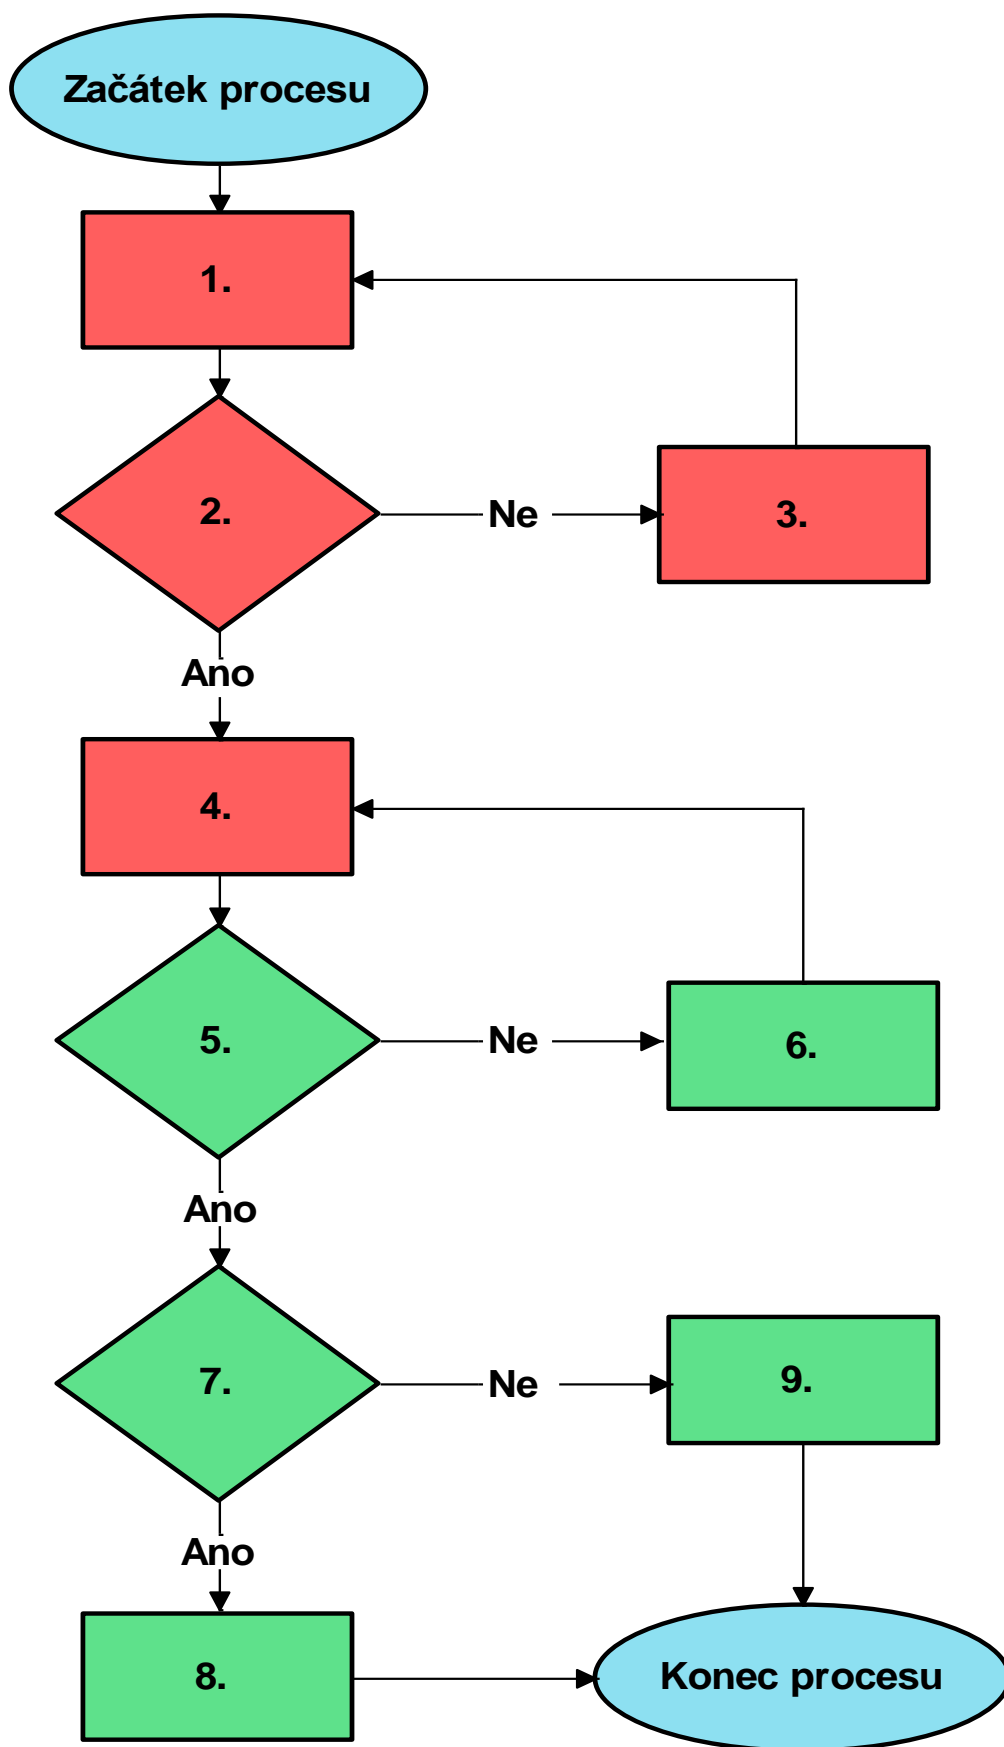 Začátek procesu
1.
2.
Ne
3.
Ano
4.
5.
Ne
6.
Ano
7.
Ne
9.
Ano
8.
Konec procesu